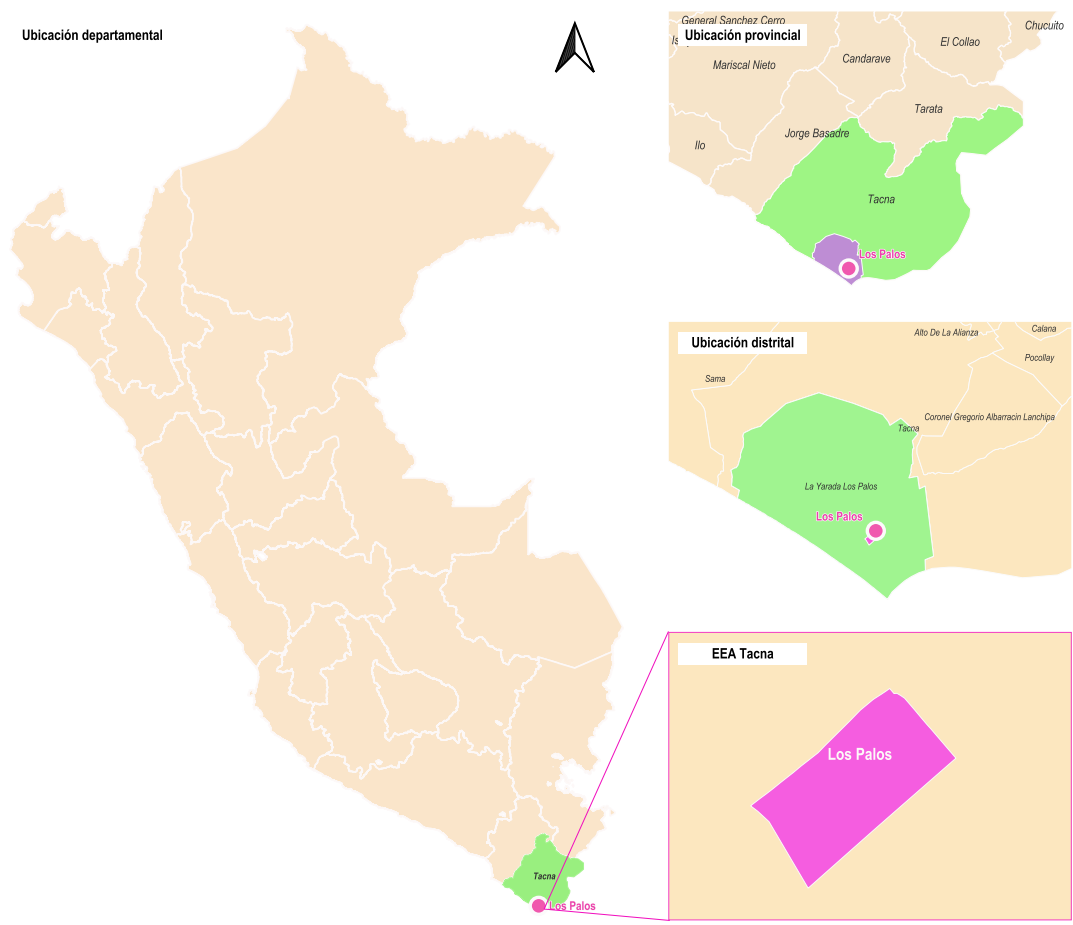 Ubicación departamental
Tacna
Los Palos
General Sanchez Cerro
Chucuito
Ubicación provincial
El Collao
Candarave
Mariscal Nieto
Tarata
Jorge Basadre
Ilo
Tacna
Los Palos
Ubicación distrital
Alto De La Alianza
Calana
Pocollay
Sama
Coronel Gregorio Albarracin Lanchipa
Tacna
La Yarada Los Palos
Los Palos
EEA Tacna
Los Palos